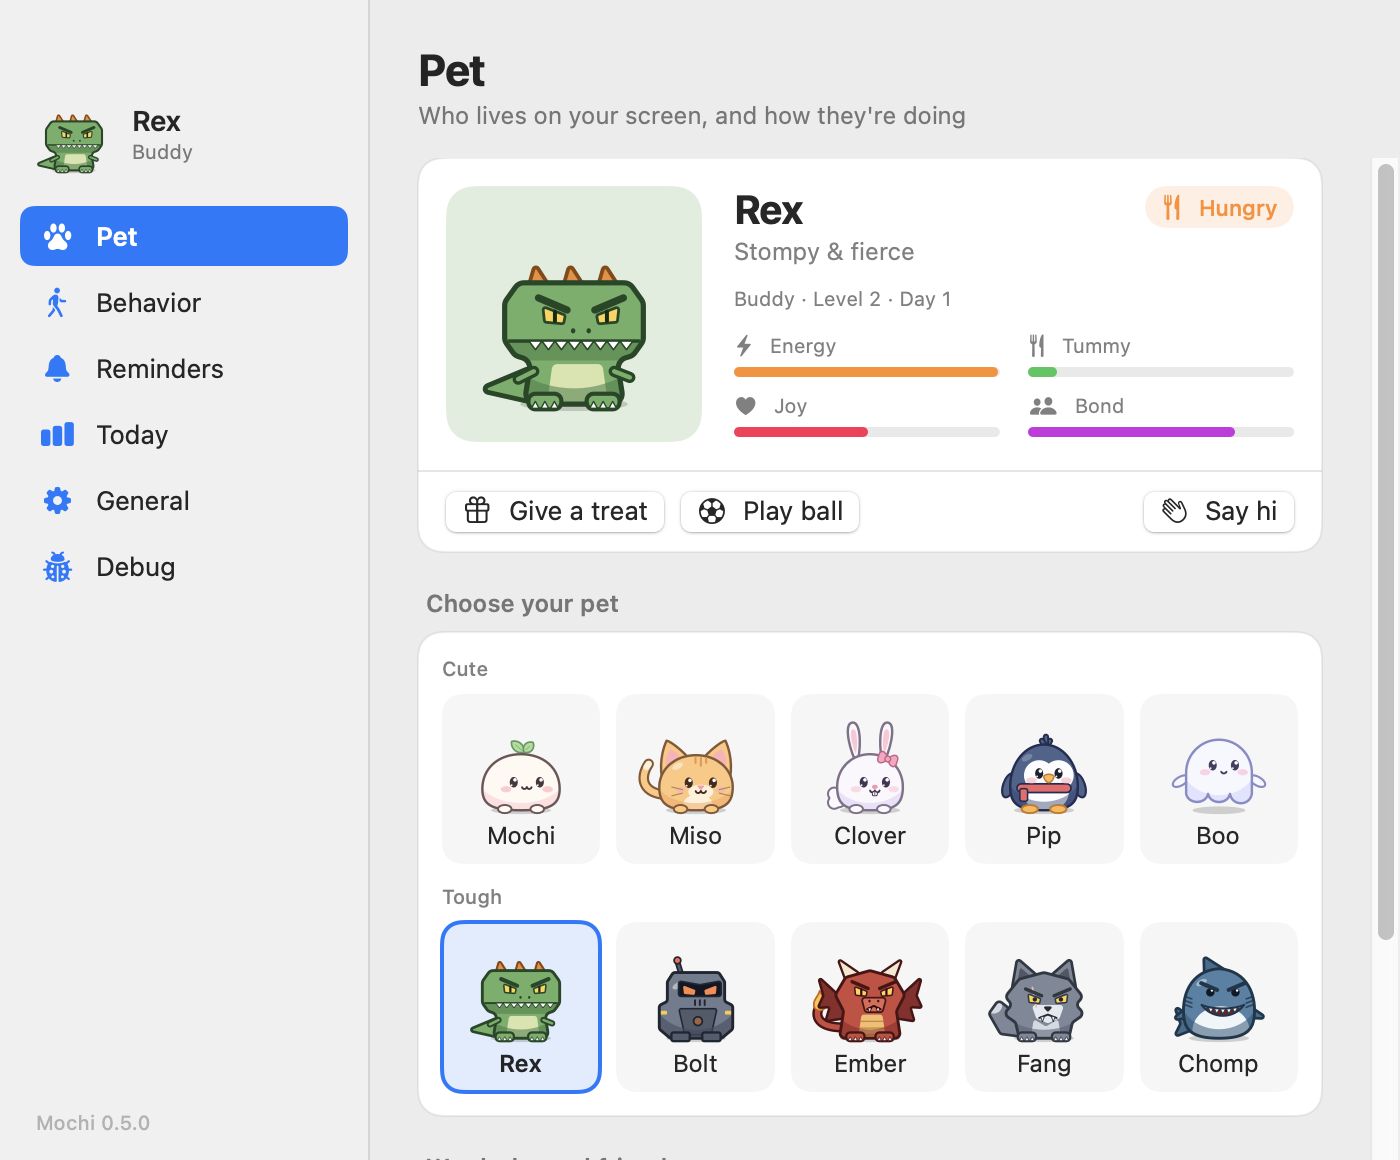 Rex
Buddy
Pet
Behavior
Reminders
Today
General
Debug
Mochi 0.5.0
Pet
Who lives on your screen, and how they're doing
Rex
Hungry
Stompy & fierce
Buddy · Level 2 · Day 1
Energy
Tummy
Joy
Bond
Give a treat
Play ball
Say hi
Choose your pet
Cute
Mochi
Miso
Clover
Pip
Boo
Tough
Rex
Bolt
Ember
Fang
Chomp